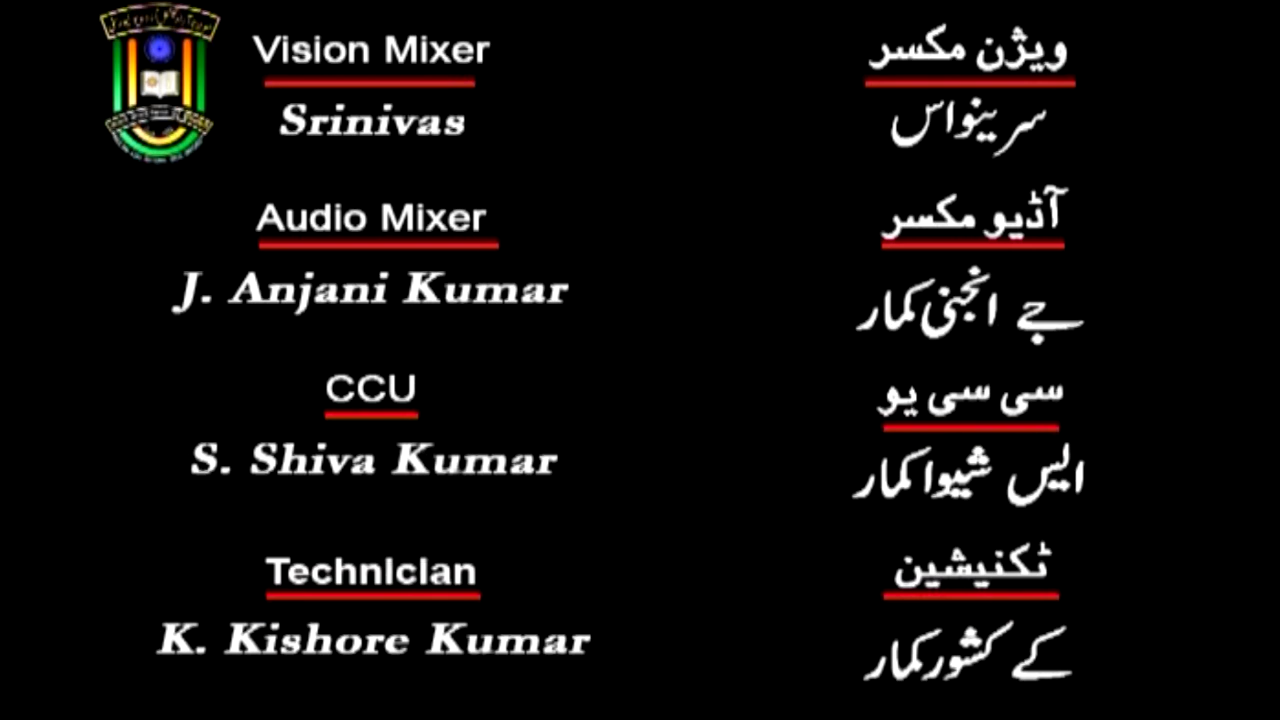 Vision Mixer
ویژن مکسر
Srinivas
سرینواس
Audio Mixer
آڈیو مکسر
J. Anjani Kumar
جے انجنی کمار
CCU
سی سی یو
S. Shiva Kumar
ایس شیوا کمار
Technician
ٹکنیشین
K. Kishore Kumar
کے کشور کمار